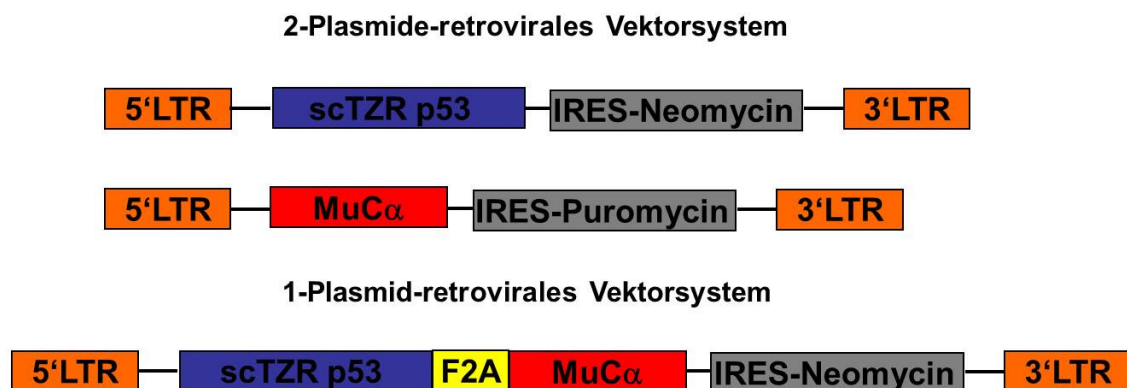 2-Plasmide-retrovirales Vektorsystem
5‘LTR scTZR p53 IRES-Neomycin 3‘LTR
5‘LTR MuCα IRES-Puromycin 3‘LTR
1-Plasmid-retrovirales Vektorsystem
5‘LTR scTZR p53 F2A MuCα IRES-Neomycin 3‘LTR